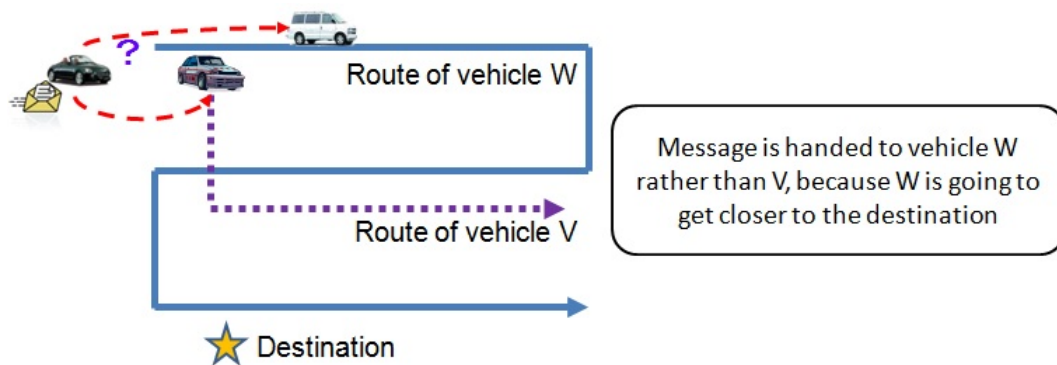 ?
Route of vehicle W
Message is handed to vehicle W
rather than V, because W is going to
get closer to the destination
Route of vehicle V
Destination